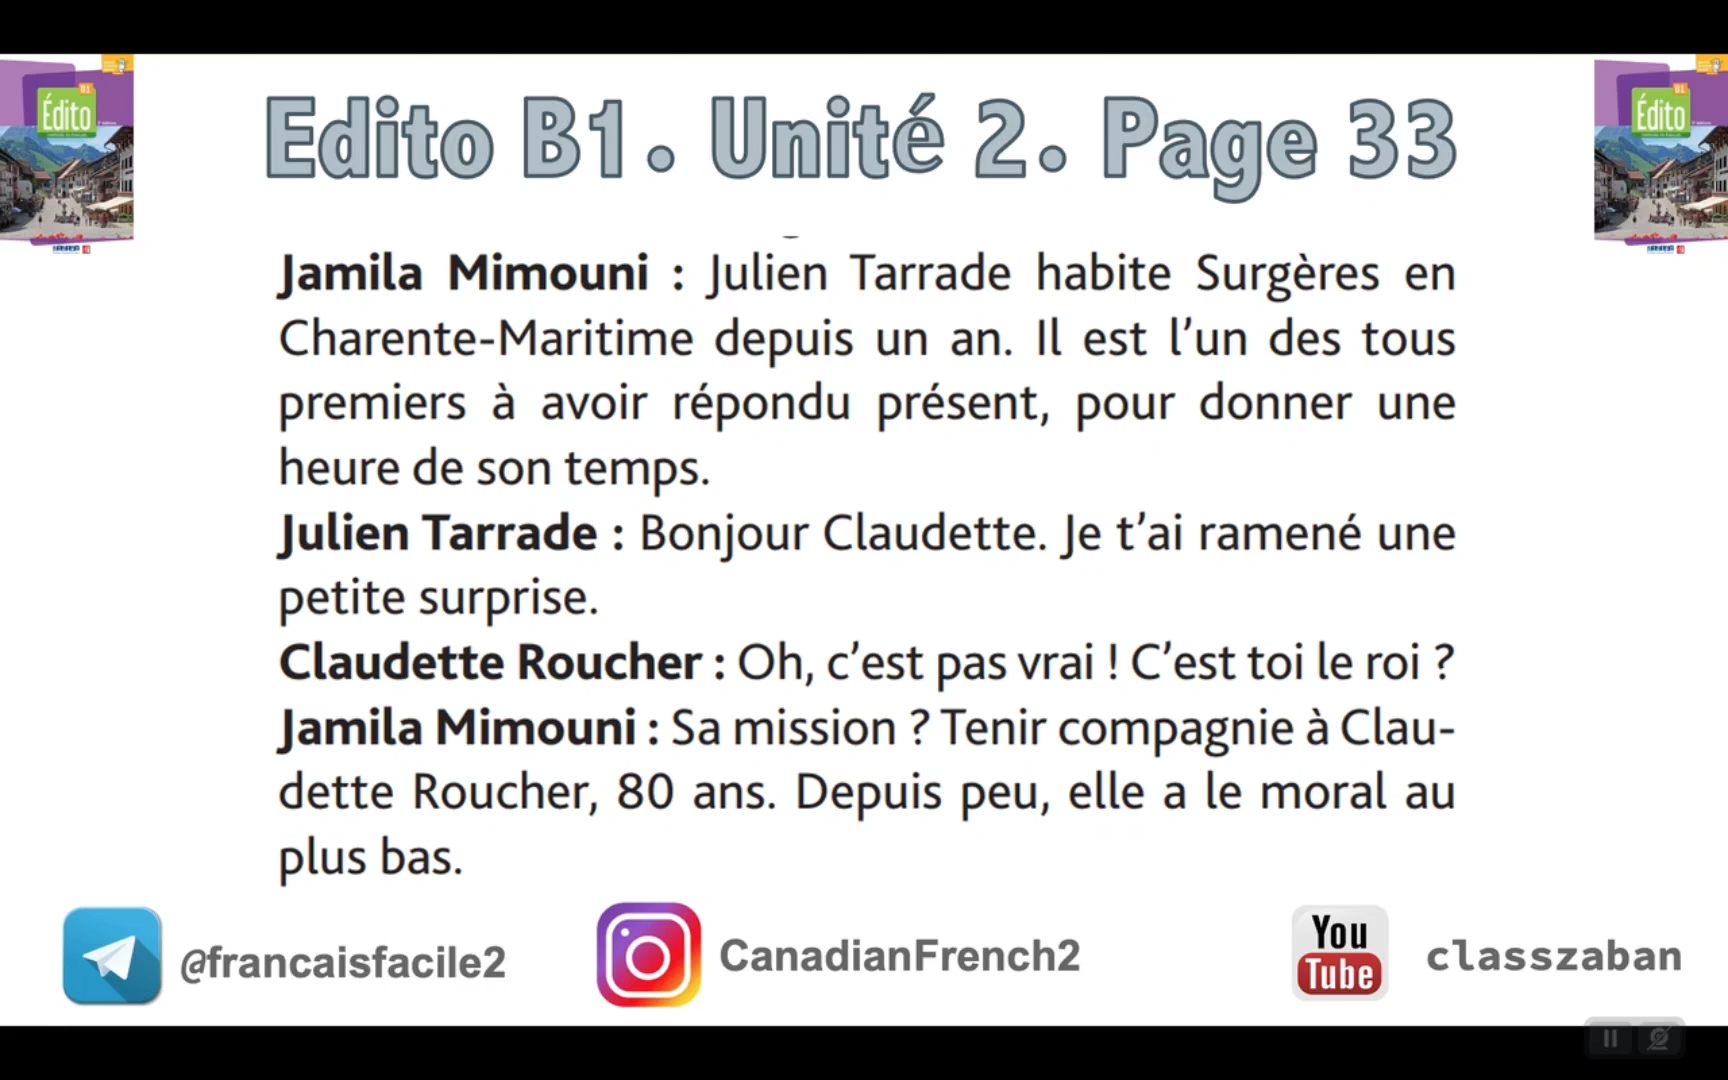 Edito B1. Unité 2. Page 33
B1
Édito
B1
Édito
Jamila Mimouni : Julien Tarrade habite Surgères en
Charente-Maritime depuis un an. Il est l’un des tous
premiers à avoir répondu présent, pour donner une
heure de son temps.
Julien Tarrade : Bonjour Claudette. Je t’ai ramené une
petite surprise.
Claudette Roucher : Oh, c’est pas vrai ! C’est toi le roi ?
Jamila Mimouni : Sa mission ? Tenir compagnie à Clau-
dette Roucher, 80 ans. Depuis peu, elle a le moral au
plus bas.
@francaisfacile2
CanadianFrench2
You
Tube
classzaban